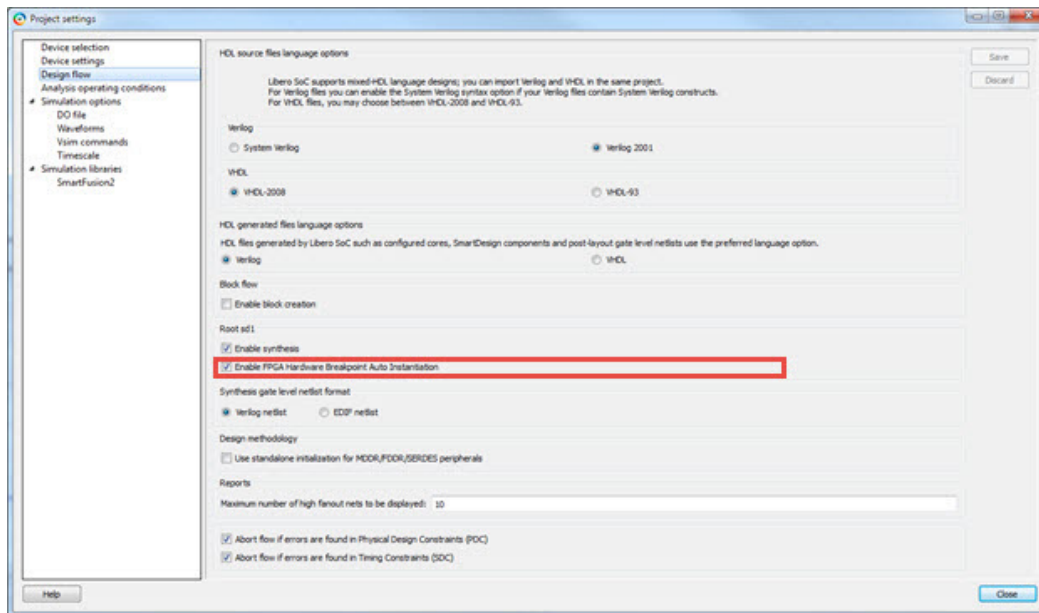 Project settings
Device selection
Device settings
Design flow
Analysis operating conditions
Simulation options
DO file
Waveforms
Vsim commands
Timescale
Simulation libraries
SmartFusion2
HDL source files language options
Libero SoC supports mixed-HDL language designs; you can import Verilog and VHDL in the same project.
For Verilog files you can enable the System Verilog syntax option if your Verilog files contain System Verilog constructs.
For VHDL files, you may choose between VHDL-2008 and VHDL-93.
Verilog
System Verilog
Verilog 2001
VHDL
VHDL-2008
VHDL-93
HDL generated files language options
HDL files generated by Libero SoC such as configured cores, SmartDesign components and post-layout gate level netlists use the preferred language option.
Verilog
VHDL
Block flow
Enable block creation
Root sd1
Enable synthesis
Enable FPGA Hardware Breakpoint Auto Instantiation
Synthesis gate level netlist format
Verilog netlist
EDIF netlist
Design methodology
Use standalone initialization for MDDR/FDDR/SERDES peripherals
Reports
Maximum number of high fanout nets to be displayed: 10
Abort flow if errors are found in Physical Design Constraints (PDC)
Abort flow if errors are found in Timing Constraints (SDC)
Save
Discard
Help
Close